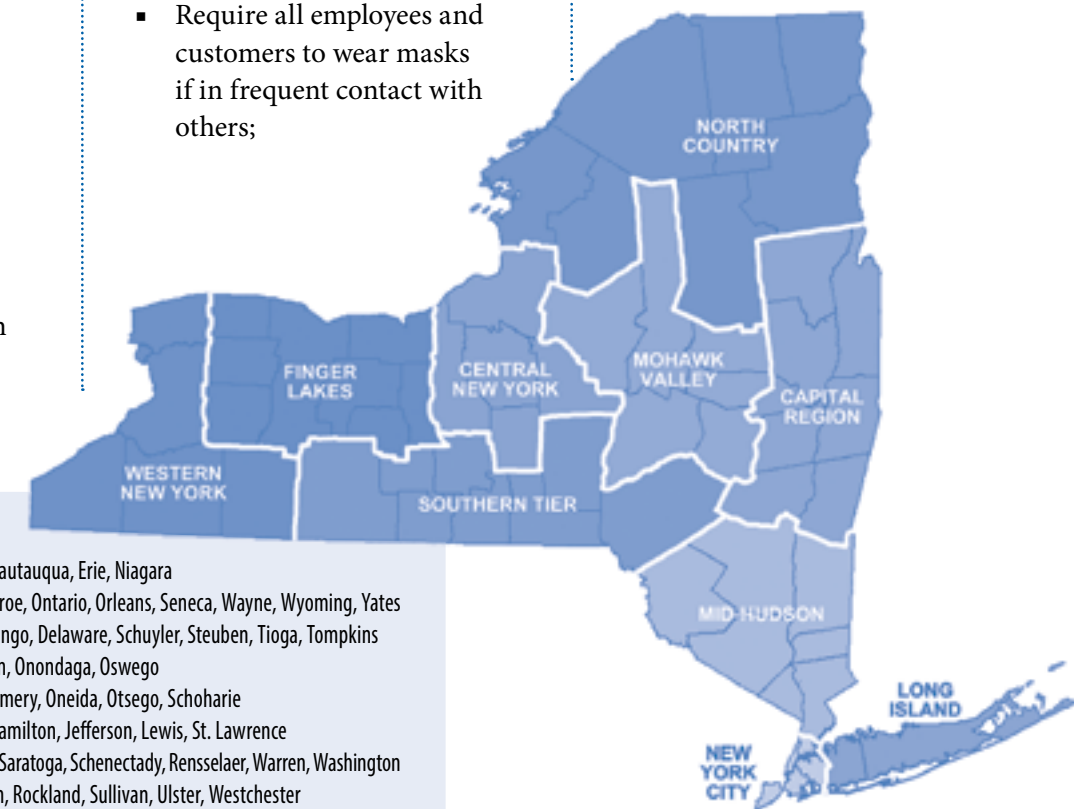 ▪ Require all employees and
customers to wear masks
if in frequent contact with
others;
NORTH
COUNTRY
FINGER
LAKES
CENTRAL
NEW YORK
MOHAWK
VALLEY
CAPITAL
REGION
WESTERN
NEW YORK
SOUTHERN TIER
MID-HUDSON
LONG
ISLAND
NEW
YORK
CITY
autauqua, Erie, Niagara
roe, Ontario, Orleans, Seneca, Wayne, Wyoming, Yates
ngo, Delaware, Schuyler, Steuben, Tioga, Tompkins
n, Onondaga, Oswego
mery, Oneida, Otsego, Schoharie
amilton, Jefferson, Lewis, St. Lawrence
Saratoga, Schenectady, Rensselaer, Warren, Washington
n, Rockland, Sullivan, Ulster, Westchester